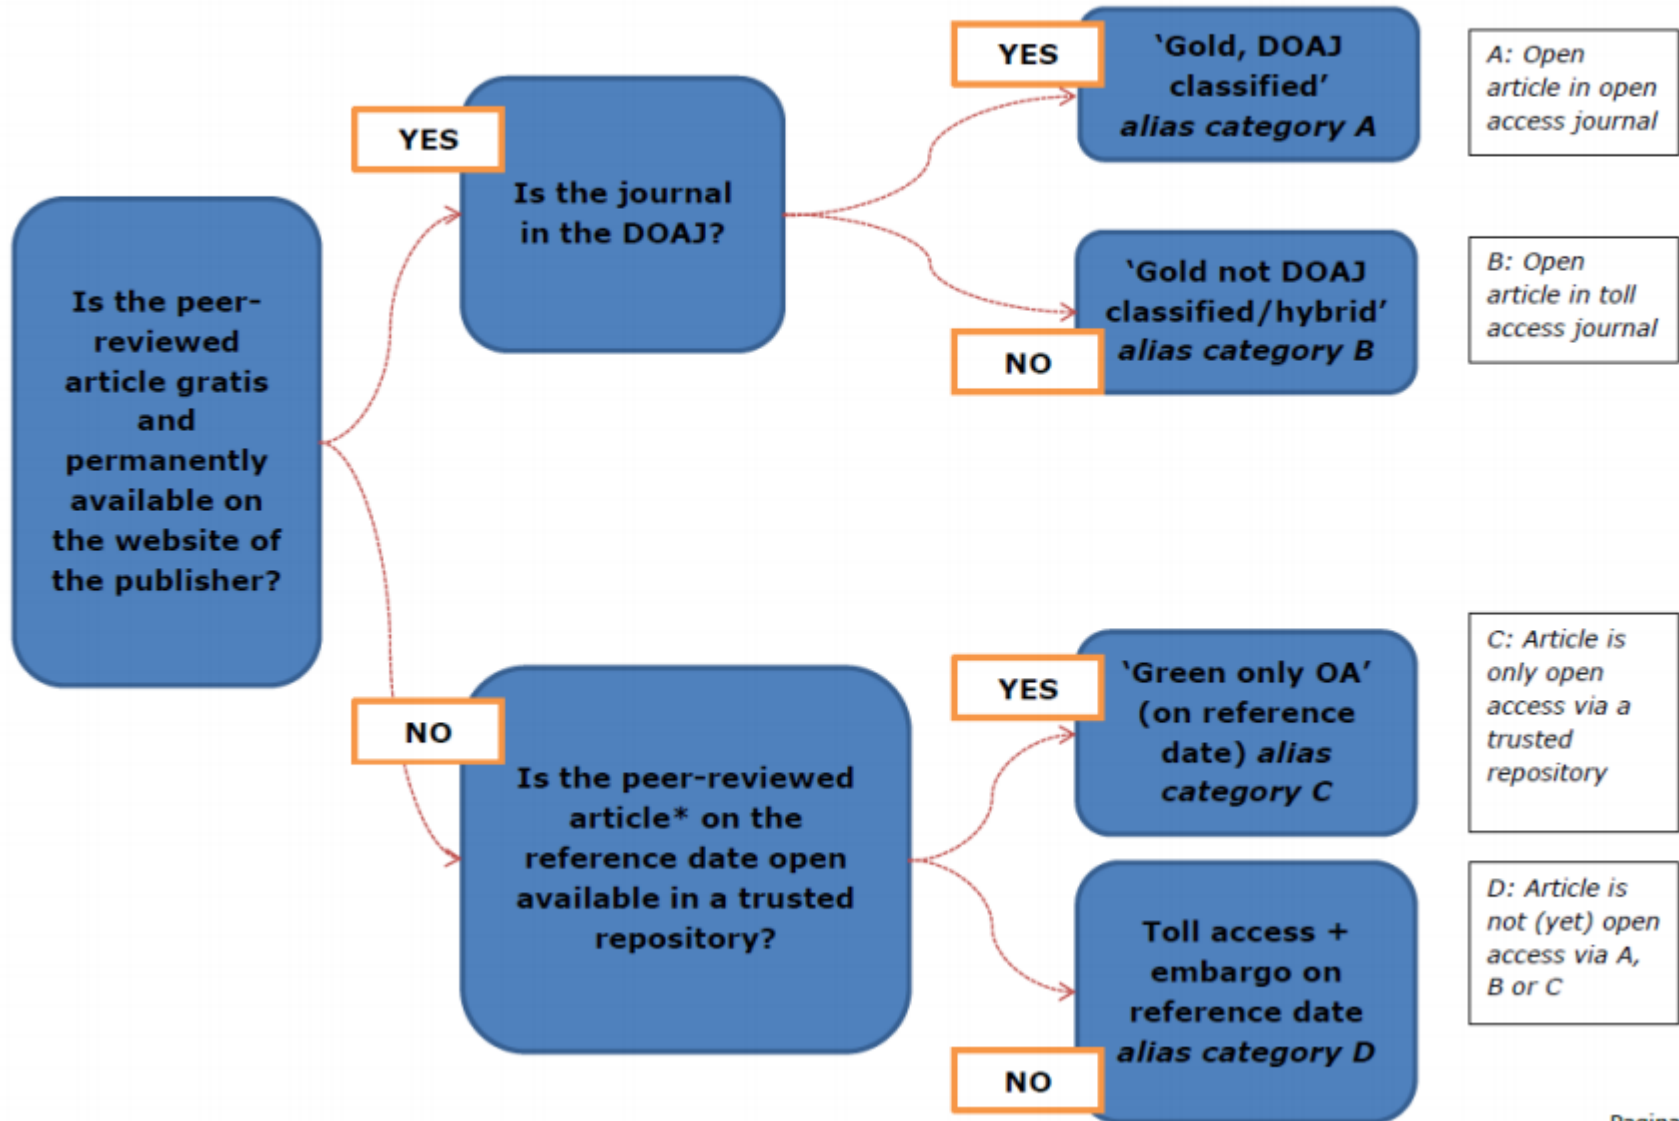 Is the peer-
reviewed
article gratis
and
permanently
available on
the website of
the publisher?
YES
Is the journal
in the DOAJ?
YES
‘Gold, DOAJ
classified’
alias category A
A: Open
article in open
access journal
NO
‘Gold not DOAJ
classified/hybrid’
alias category B
B: Open
article in toll
access journal
NO
Is the peer-reviewed
article* on the
reference date open
available in a trusted
repository?
YES
‘Green only OA’
(on reference
date) alias
category C
C: Article is
only open
access via a
trusted
repository
NO
Toll access +
embargo on
reference date
alias category D
D: Article is
not (yet) open
access via A,
B or C